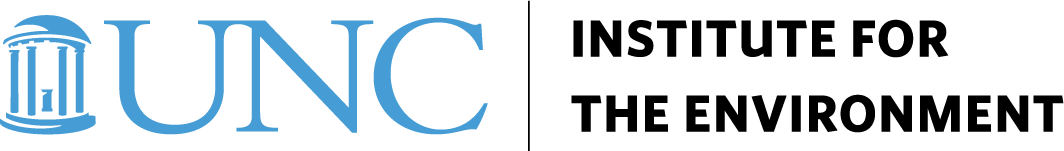 UNC
INSTITUTE FOR
THE ENVIRONMENT